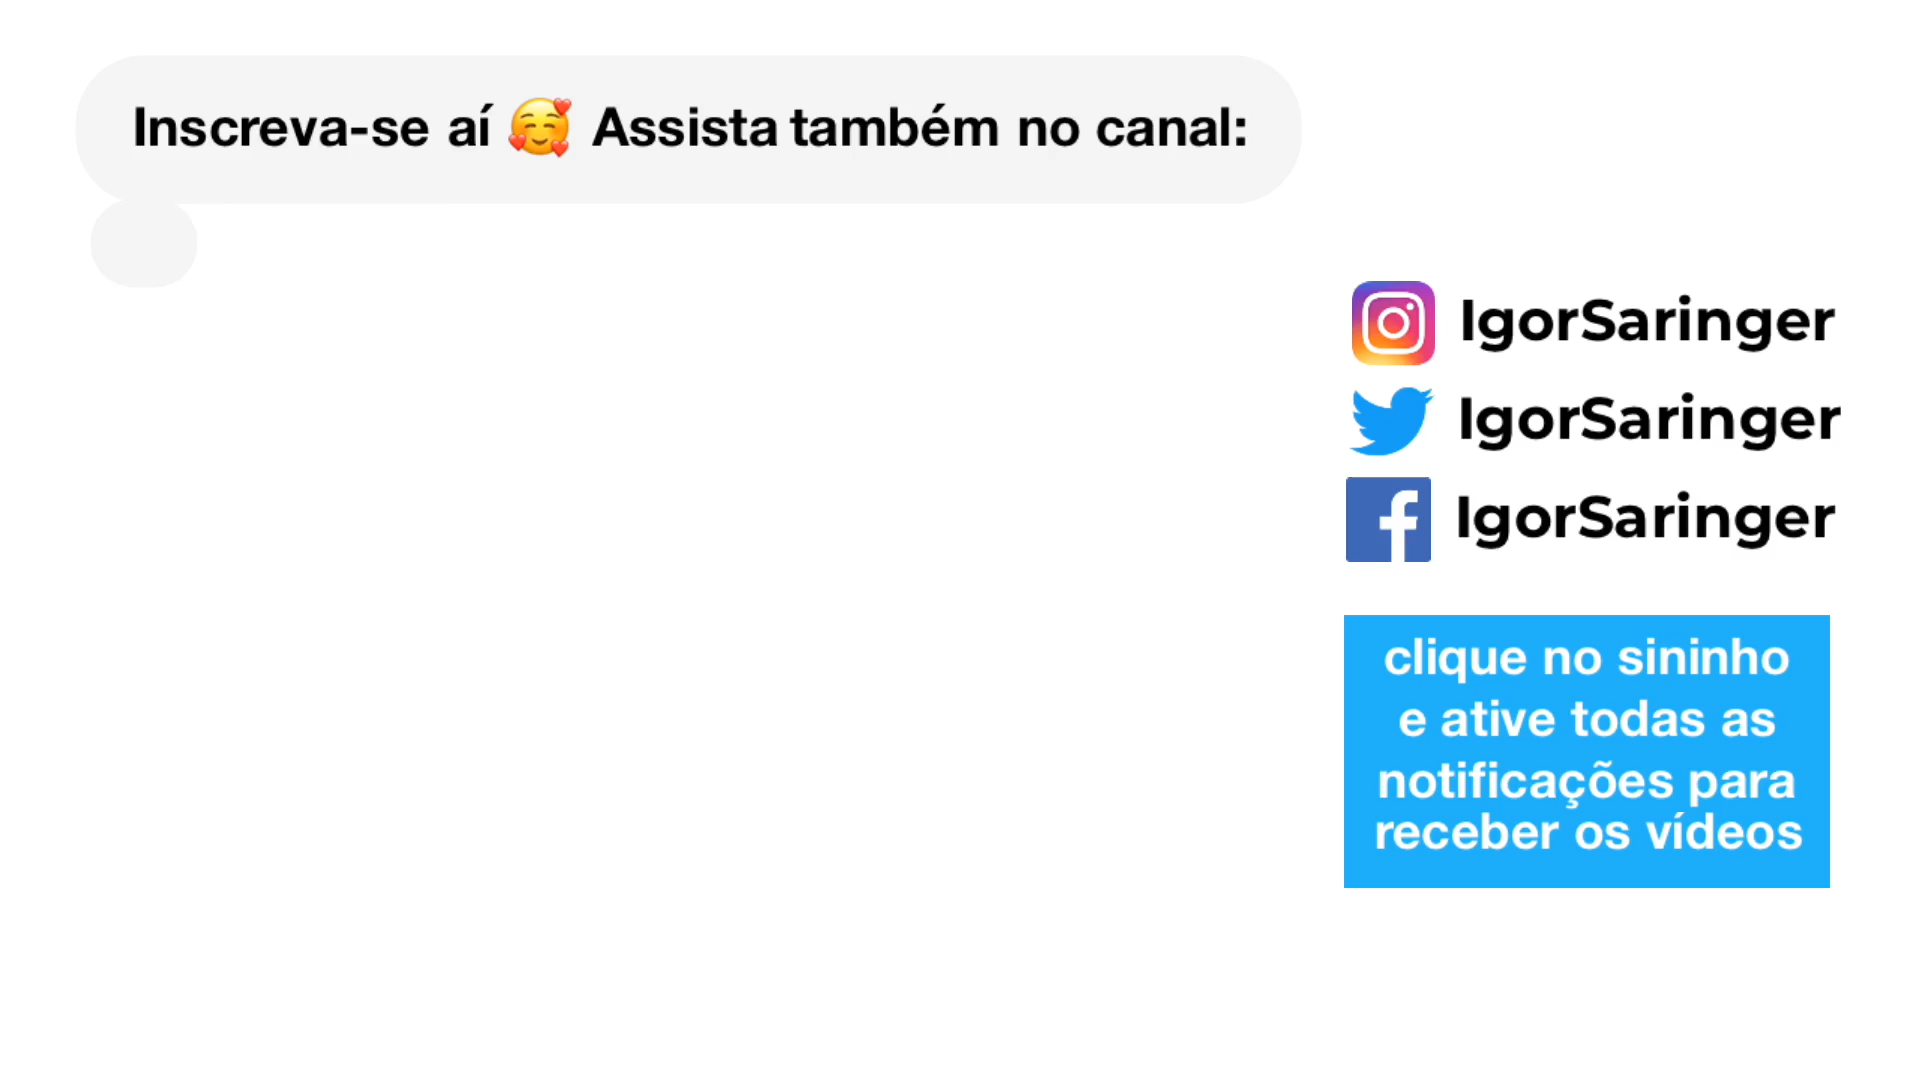 Inscreva-se aí 🥰 Assista também no canal:
IgorSaringer
IgorSaringer
IgorSaringer
clique no sininho
e ative todas as
notificações para
receber os vídeos